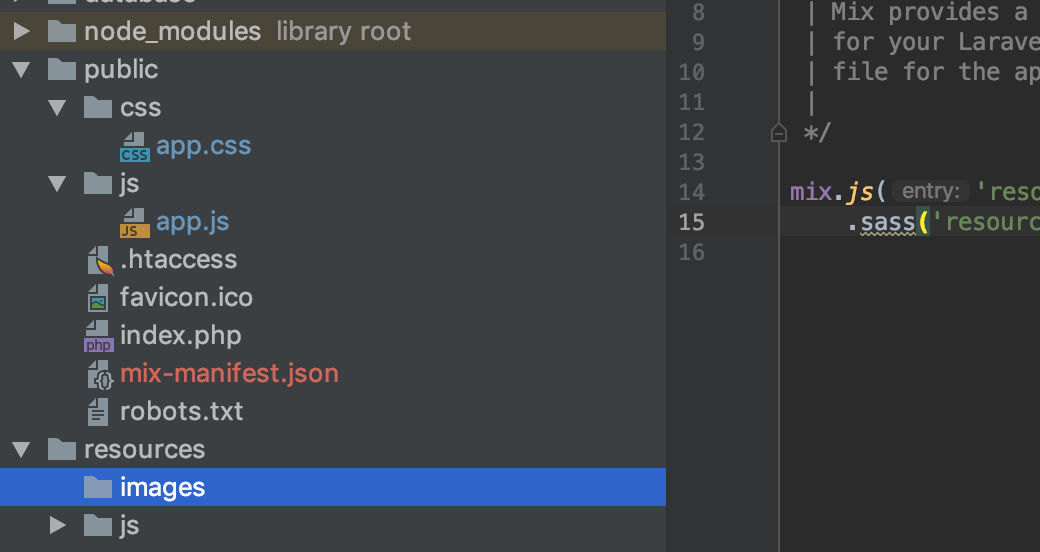 database
node_modules library root
public
css
CSS app.css
js
JS app.js
.htaccess
favicon.ico
index.php
php
mix-manifest.json
robots.txt
resources
images
js
8 | Mix provides a
9 | for your Larave
10 | file for the ap
11 |
12 */
13
14 mix.js( entry: 'reso
15 .sass('resourc
16